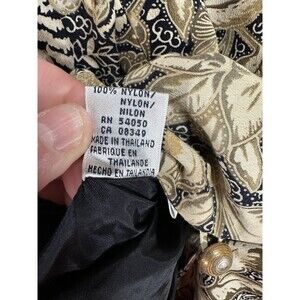 100% NYLON/
NYLON/
NILON
RN 54050
CA 08349
MADE IN THAILAND
FABRIQUE EN
THAILANDE
HECHO EN TAILANDIA